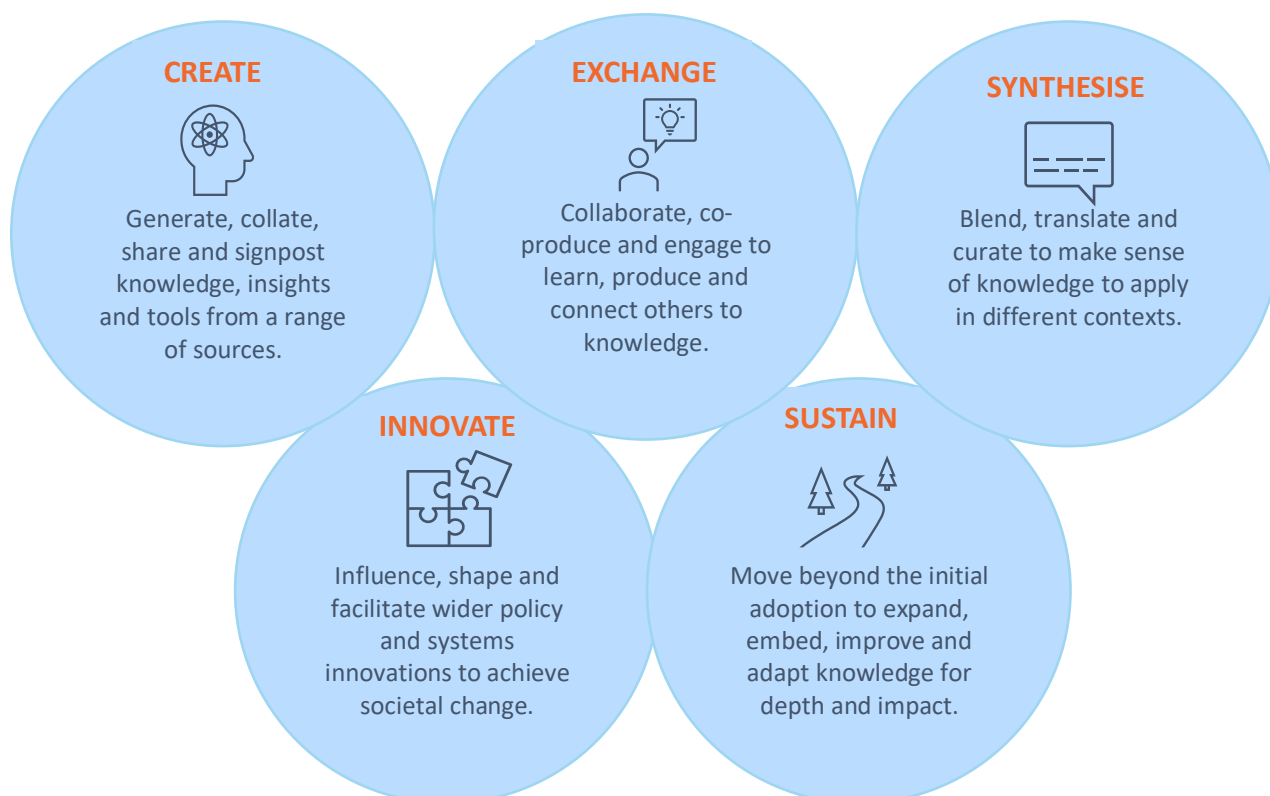 CREATE
Generate, collate,
share and signpost
knowledge, insights
and tools from a range
of sources.
EXCHANGE
Collaborate, co-
produce and engage to
learn, produce and
connect others to
knowledge.
SYNTHESISE
Blend, translate and
curate to make sense
of knowledge to apply
in different contexts.
INNOVATE
Influence, shape and
facilitate wider policy
and systems
innovations to achieve
societal change.
SUSTAIN
Move beyond the initial
adoption to expand,
embed, improve and
adapt knowledge for
depth and impact.